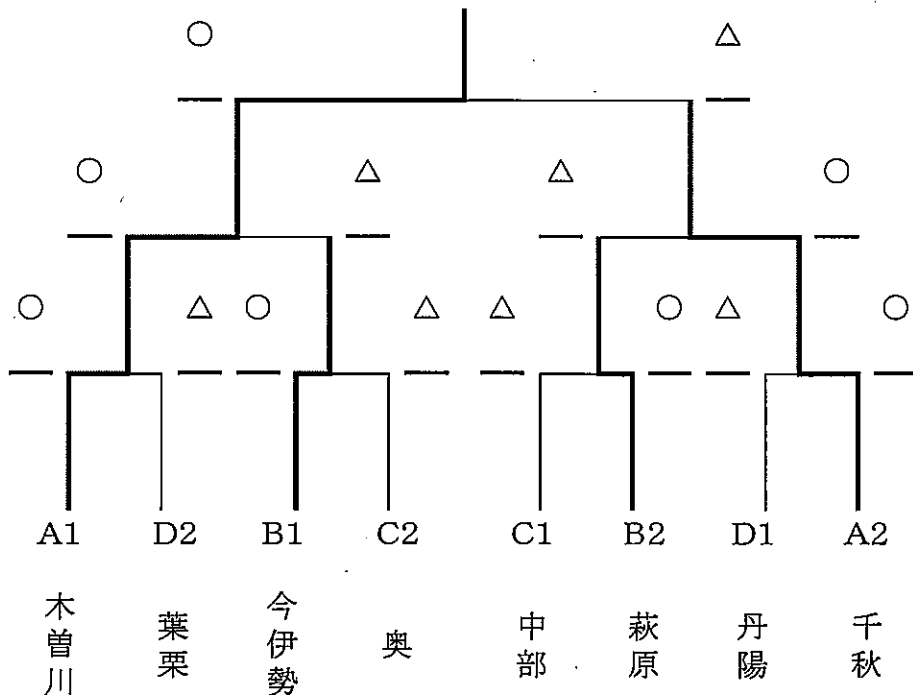 ○ △
○ △ △ ○
○ △ ○ △ △ ○ △ ○
A1 D2 B1 C2 C1 B2 D1 A2
木曽川 葉栗 今伊勢 奥 中部 萩原 丹陽 千秋